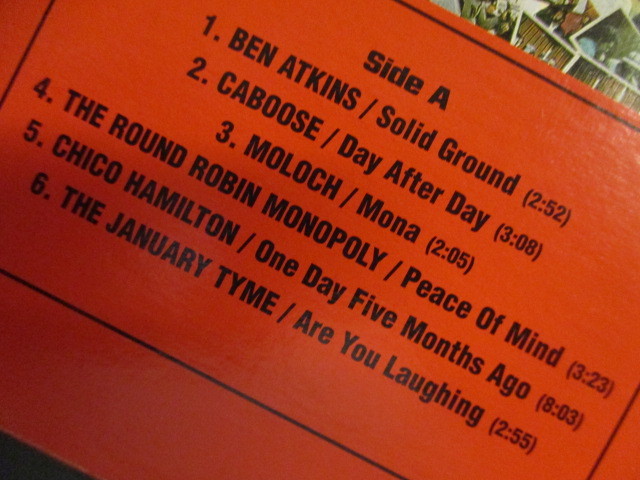 Side A
1. BEN ATKINS / Solid Ground (2:52)
2. CABOOSE / Day After Day (3:08)
3. MOLOCH / Mona (2:05)
4. THE ROUND ROBIN MONOPOLY / Peace Of Mind (3:23)
5. CHICO HAMILTON / One Day Five Months Ago (8:03)
6. THE JANUARY TYME / Are You Laughing (2:55)